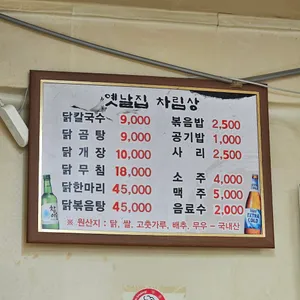 옛날집 차림상
닭칼국수 9,000
닭곰탕 9,000
닭개장 10,000
닭무침 18,000
닭한마리 45,000
닭볶음탕 45,000
볶음밥 2,500
공기밥 1,000
사리 2,500
소주 4,000
맥주 5,000
음료수 2,000
※ 원산지 : 닭, 쌀, 고춧가루, 배추, 무우 - 국내산